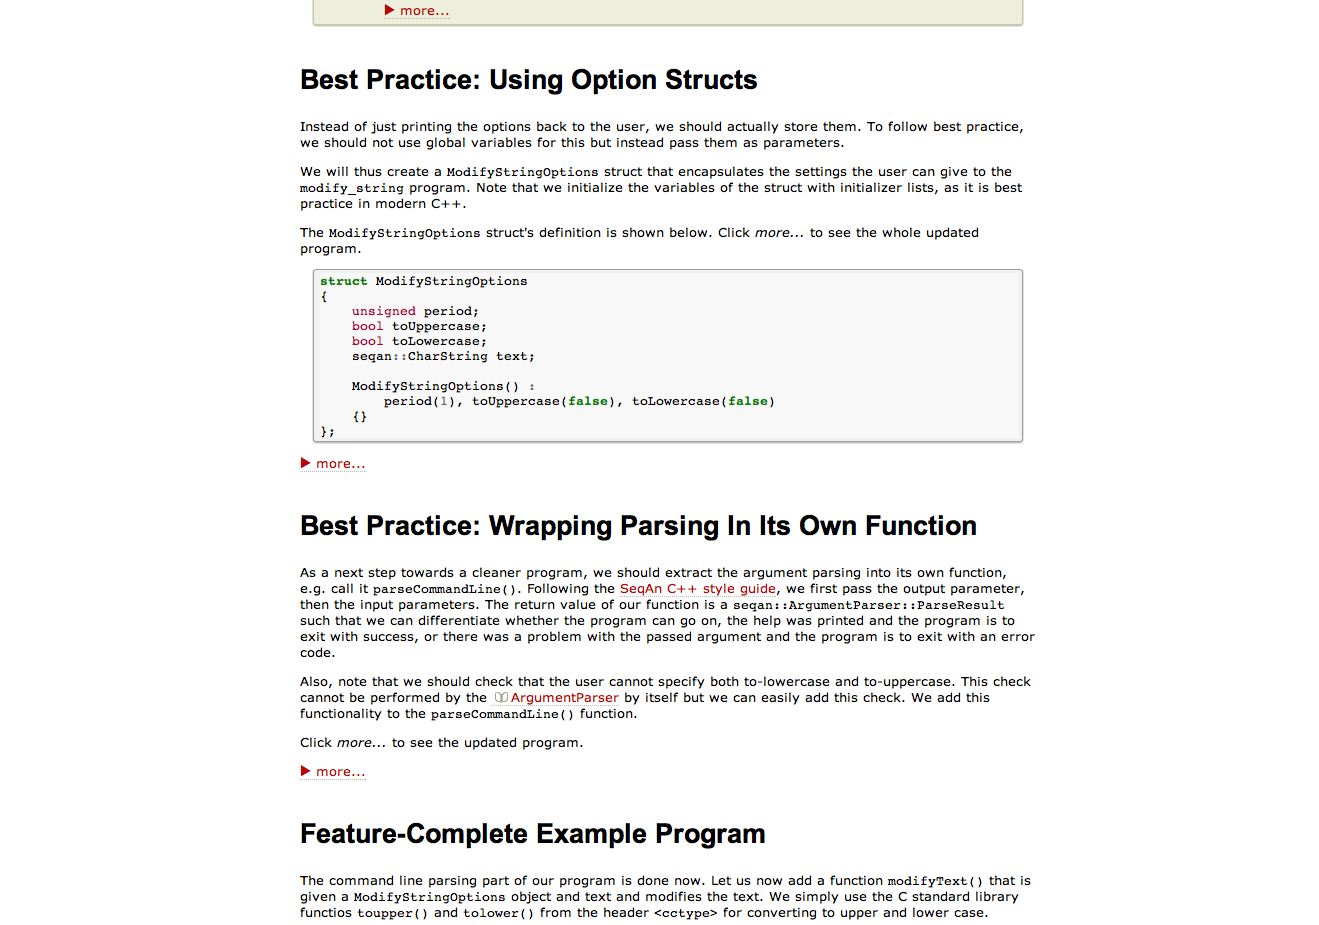 ▶ more...
Best Practice: Using Option Structs
Instead of just printing the options back to the user, we should actually store them. To follow best practice,
we should not use global variables for this but instead pass them as parameters.
We will thus create a ModifyStringOptions struct that encapsulates the settings the user can give to the
modify_string program. Note that we initialize the variables of the struct with initializer lists, as it is best
practice in modern C++.
The ModifyStringOptions struct's definition is shown below. Click more... to see the whole updated
program.
struct ModifyStringOptions
{
    unsigned period;
    bool toUppercase;
    bool toLowercase;
    seqan::CharString text;
    ModifyStringOptions() :
        period(1), toUppercase(false), toLowercase(false)
    {}
};
▶ more...
Best Practice: Wrapping Parsing In Its Own Function
As a next step towards a cleaner program, we should extract the argument parsing into its own function,
e.g. call it parseCommandLine(). Following the SeqAn C++ style guide, we first pass the output parameter,
then the input parameters. The return value of our function is a seqan::ArgumentParser::ParseResult
such that we can differentiate whether the program can go on, the help was printed and the program is to
exit with success, or there was a problem with the passed argument and the program is to exit with an error
code.
Also, note that we should check that the user cannot specify both to-lowercase and to-uppercase. This check
cannot be performed by the ArgumentParser by itself but we can easily add this check. We add this
functionality to the parseCommandLine() function.
Click more... to see the updated program.
▶ more...
Feature-Complete Example Program
The command line parsing part of our program is done now. Let us now add a function modifyText() that is
given a ModifyStringOptions object and text and modifies the text. We simply use the C standard library
functios toupper() and tolower() from the header <cctype> for converting to upper and lower case.